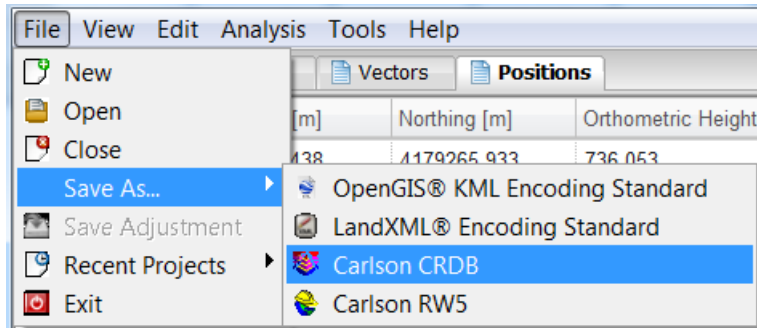 File View Edit Analysis Tools Help
New
Vectors Positions
Open
[m] Northing [m] Orthometric Height
Close
438 4179265.933 736.053
Save As...
OpenGIS® KML Encoding Standard
Save Adjustment
LandXML® Encoding Standard
Recent Projects
Carlson CRDB
Exit
Carlson RW5